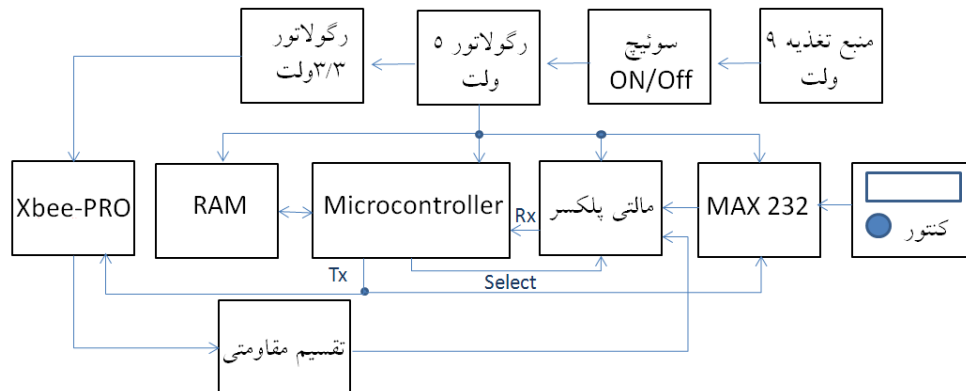 منبع تغذیه ۹
ولت
سوئیچ
ON/Off
رگولاتور ۵
ولت
رگولاتور
۳/۳ولت
Xbee-PRO
RAM
Microcontroller
Rx
مالتی پلکسر
MAX 232
کنتور
Tx
Select
تقسیم مقاومتی